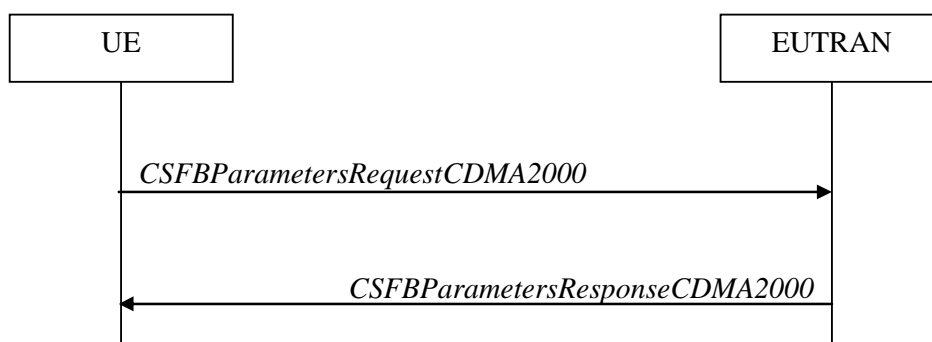 UE
EUTRAN
CSFBParametersRequestCDMA2000
CSFBParametersResponseCDMA2000